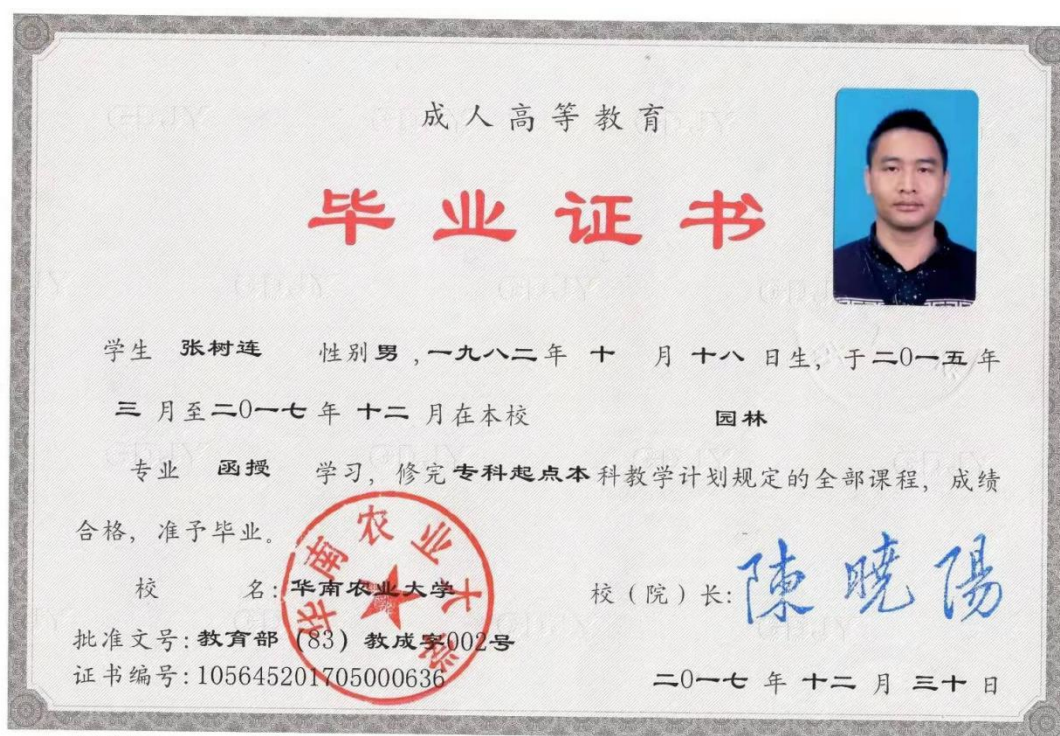 成人高等教育
毕业证书
学生 张树连 性别 男 ,一九八二年 十 月 十八 日生, 于二0一五年
三 月至二0一七 年 十二 月在本校 园林
专业 函授 学习, 修完 专科起点本 科教学计划规定的全部课程, 成绩
合格, 准予毕业。
华南农业大学
校 名: 华南农业大学 校(院)长: 陳曉陽
批准文号: 教育部 (83) 教成字002号
证书编号: 105645201705000636 二0一七 年 十二 月 三十 日